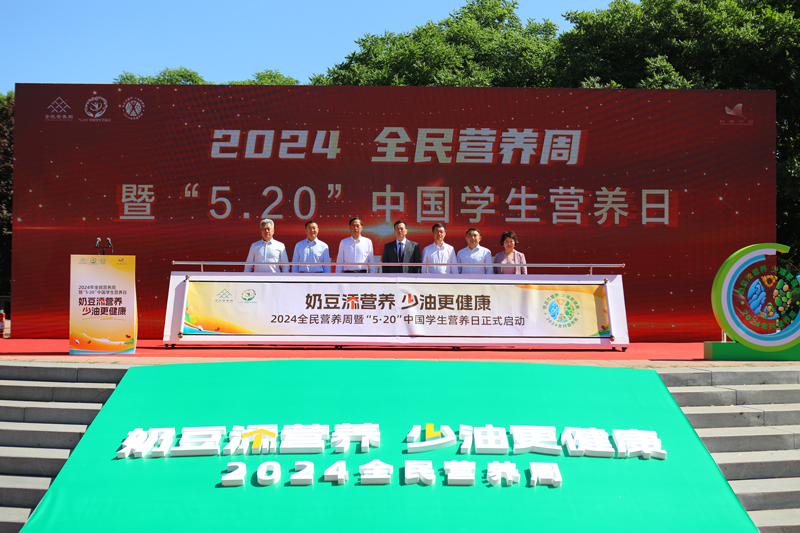 2024 全民营养周
暨“5.20”中国学生营养日
2024年全民营养周
暨“5·20”中国学生营养日
奶豆添营养
少油更健康
奶豆添营养 少油更健康
2024全民营养周暨“5·20”中国学生营养日正式启动
奶豆添营养 少油更健康
2024全民营养周